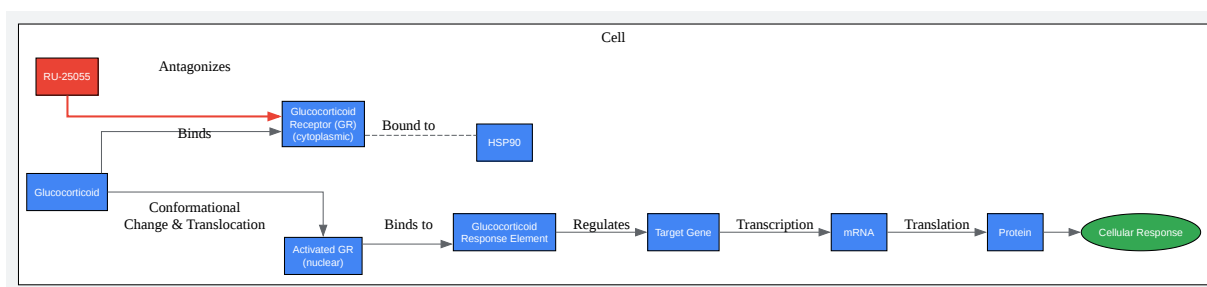 Cell
RU-25055
Antagonizes
Glucocorticoid
Receptor (GR)
(cytoplasmic)
Binds
Bound to
HSP90
Glucocorticoid
Conformational
Change & Translocation
Activated GR
(nuclear)
Binds to
Glucocorticoid
Response Element
Regulates
Target Gene
Transcription
mRNA
Translation
Protein
Cellular Response